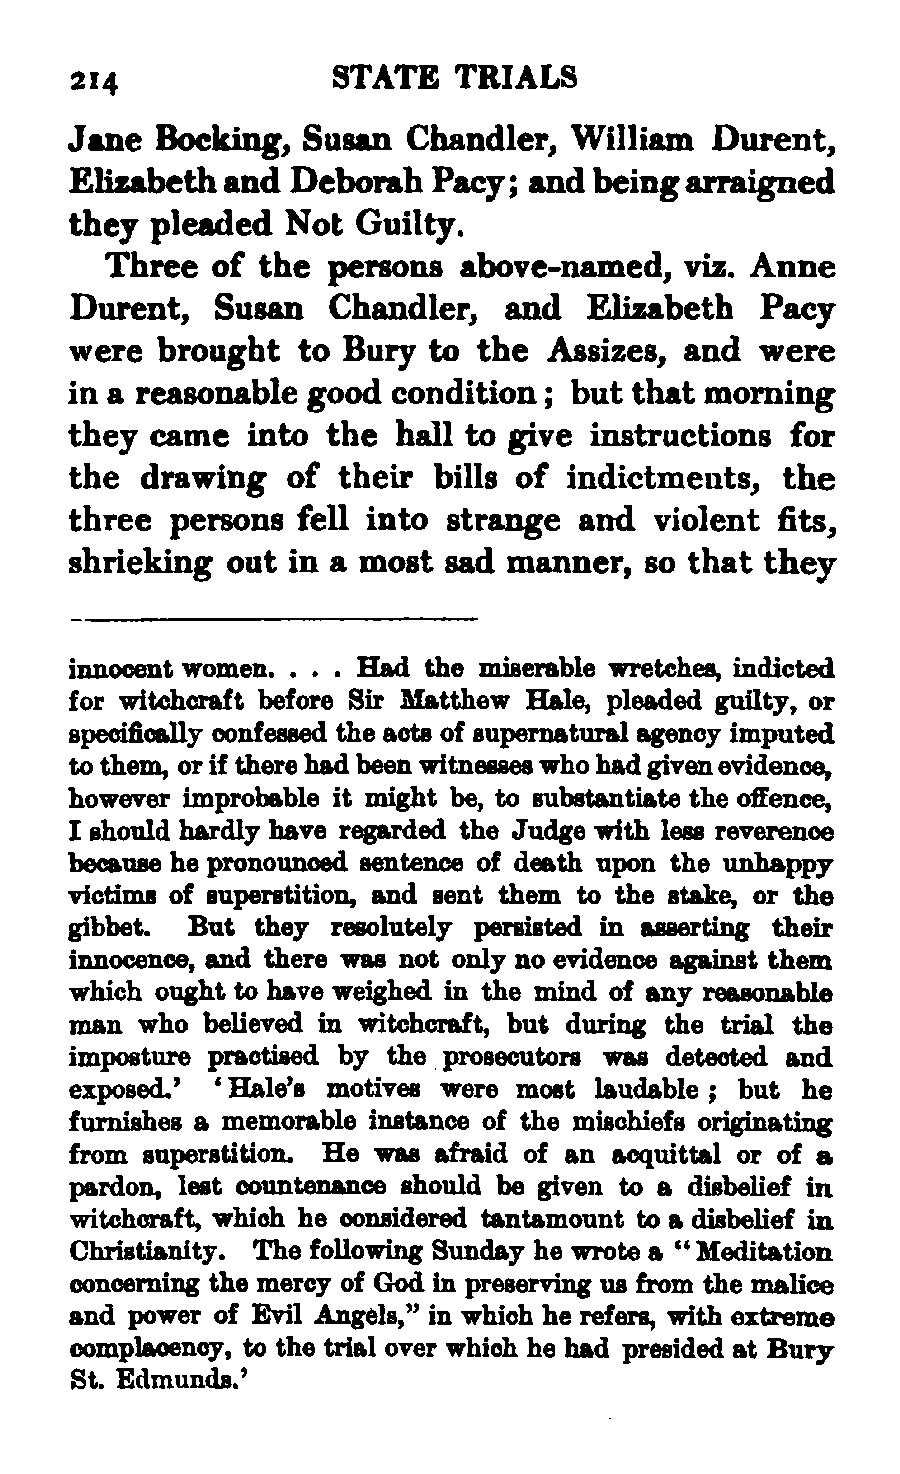 214 STATE TRIALS
Jane Bocking, Susan Chandler, William Durent,
Elizabeth and Deborah Pacy; and being arraigned
they pleaded Not Guilty.
Three of the persons above-named, viz. Anne
Durent, Susan Chandler, and Elizabeth Pacy
were brought to Bury to the Assizes, and were
in a reasonable good condition; but that morning
they came into the hall to give instructions for
the drawing of their bills of indictments, the
three persons fell into strange and violent fits,
shrieking out in a most sad manner, so that they
innocent women. . . . Had the miserable wretches, indicted
for witchcraft before Sir Matthew Hale, pleaded guilty, or
specifically confessed the acts of supernatural agency imputed
to them, or if there had been witnesses who had given evidence,
however improbable it might be, to substantiate the offence,
I should hardly have regarded the Judge with less reverence
because he pronounced sentence of death upon the unhappy
victims of superstition, and sent them to the stake, or the
gibbet. But they resolutely persisted in asserting their
innocence, and there was not only no evidence against them
which ought to have weighed in the mind of any reasonable
man who believed in witchcraft, but during the trial the
imposture practised by the prosecutors was detected and
exposed.' 'Hale's motives were most laudable; but he
furnishes a memorable instance of the mischiefs originating
from superstition. He was afraid of an acquittal or of a
pardon, lest countenance should be given to a disbelief in
witchcraft, which he considered tantamount to a disbelief in
Christianity. The following Sunday he wrote a "Meditation
concerning the mercy of God in preserving us from the malice
and power of Evil Angels," in which he refers, with extreme
complacency, to the trial over which he had presided at Bury
St. Edmunds.'